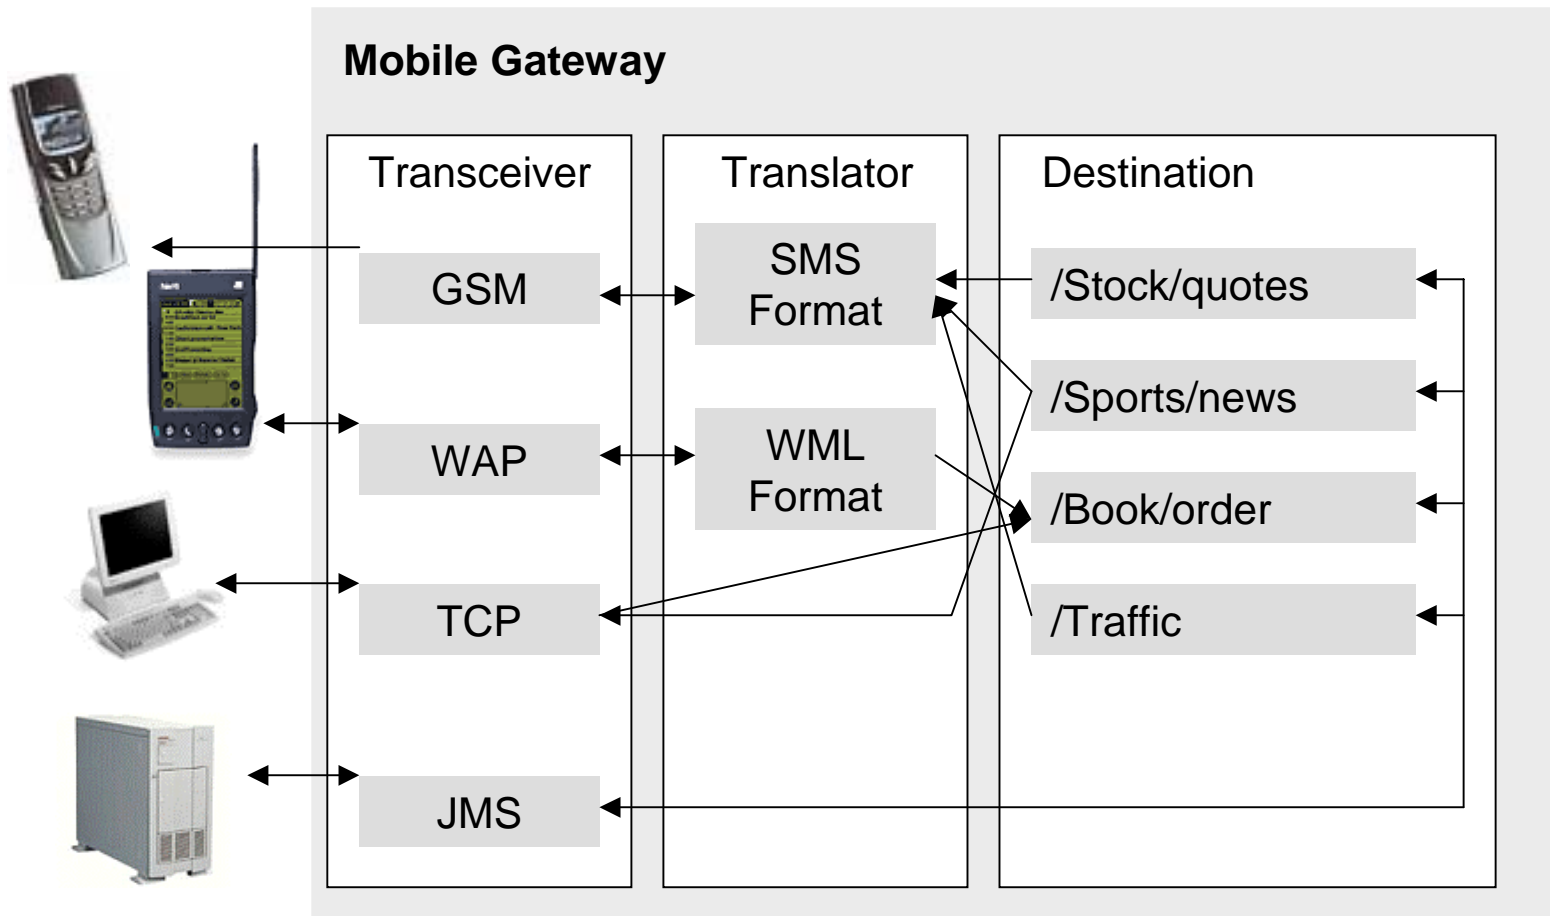 Mobile Gateway
Transceiver
GSM
WAP
TCP
JMS
Translator
SMS
Format
WML
Format
Destination
/Stock/quotes
/Sports/news
/Book/order
/Traffic